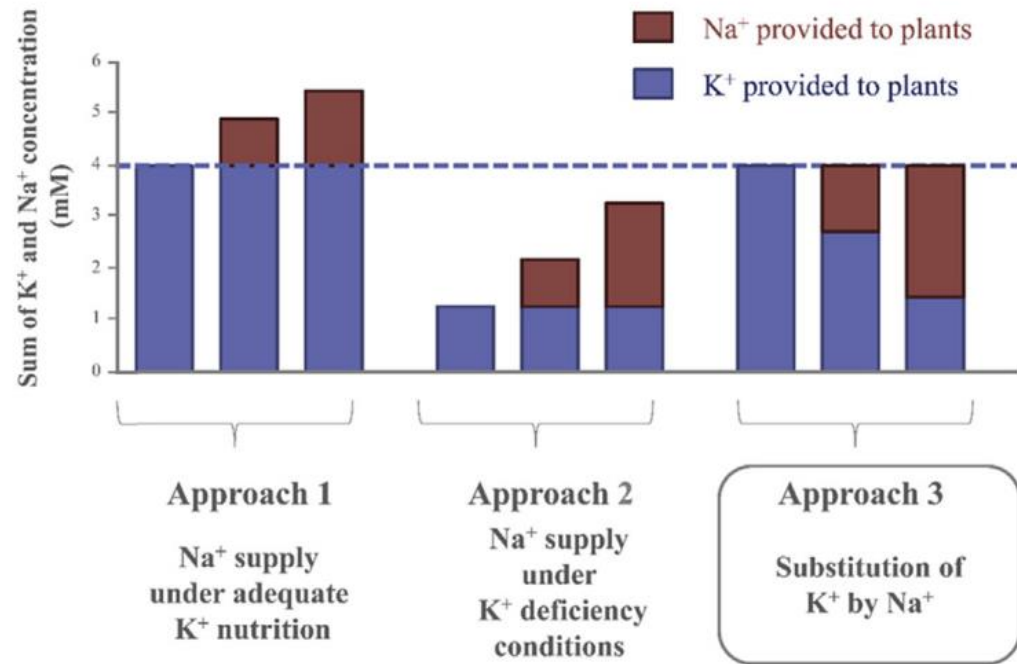 Na⁺ provided to plants
K⁺ provided to plants
Sum of K⁺ and Na⁺ concentration
(mM)
6
5
4
3
2
1
0
Approach 1
Na⁺ supply
under adequate
K⁺ nutrition
Approach 2
Na⁺ supply
under
K⁺ deficiency
conditions
Approach 3
Substitution of
K⁺ by Na⁺